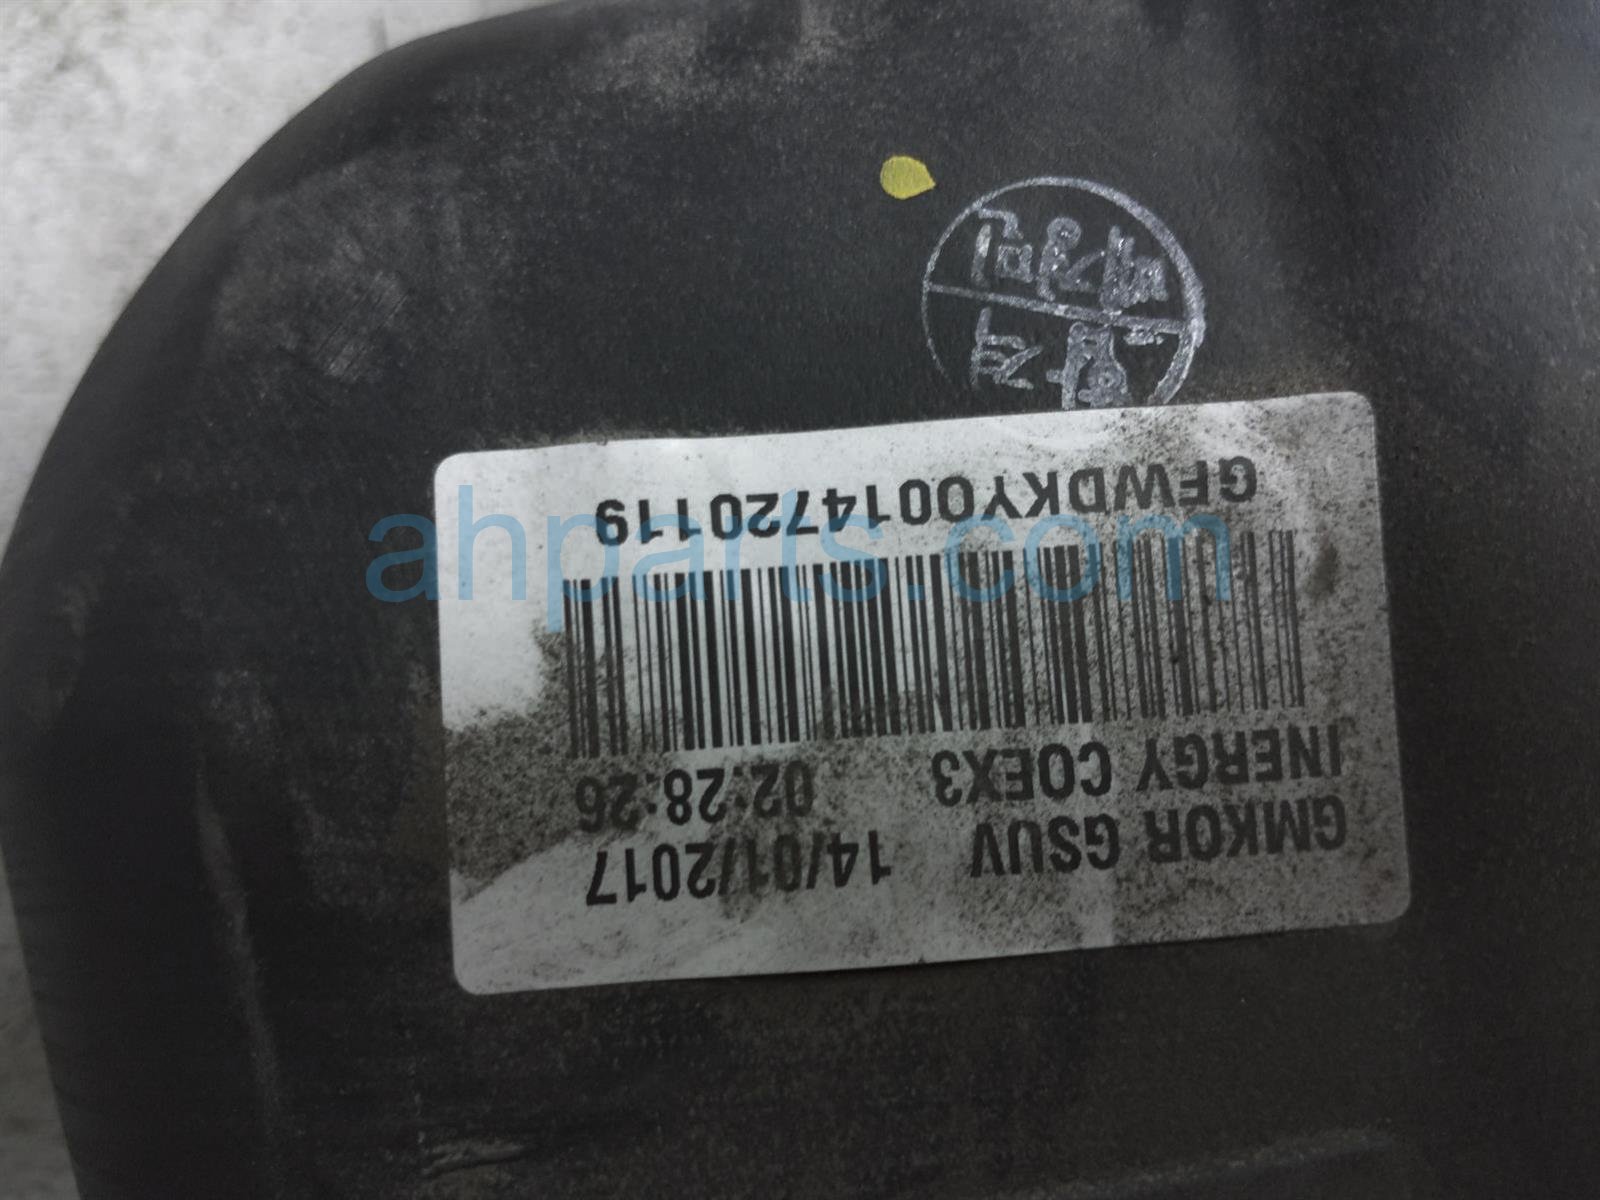 GMKOR GSUV 14/01/2017
INERGY COEX3 02:28:26
GFWDKY0014720119
ahparts.com